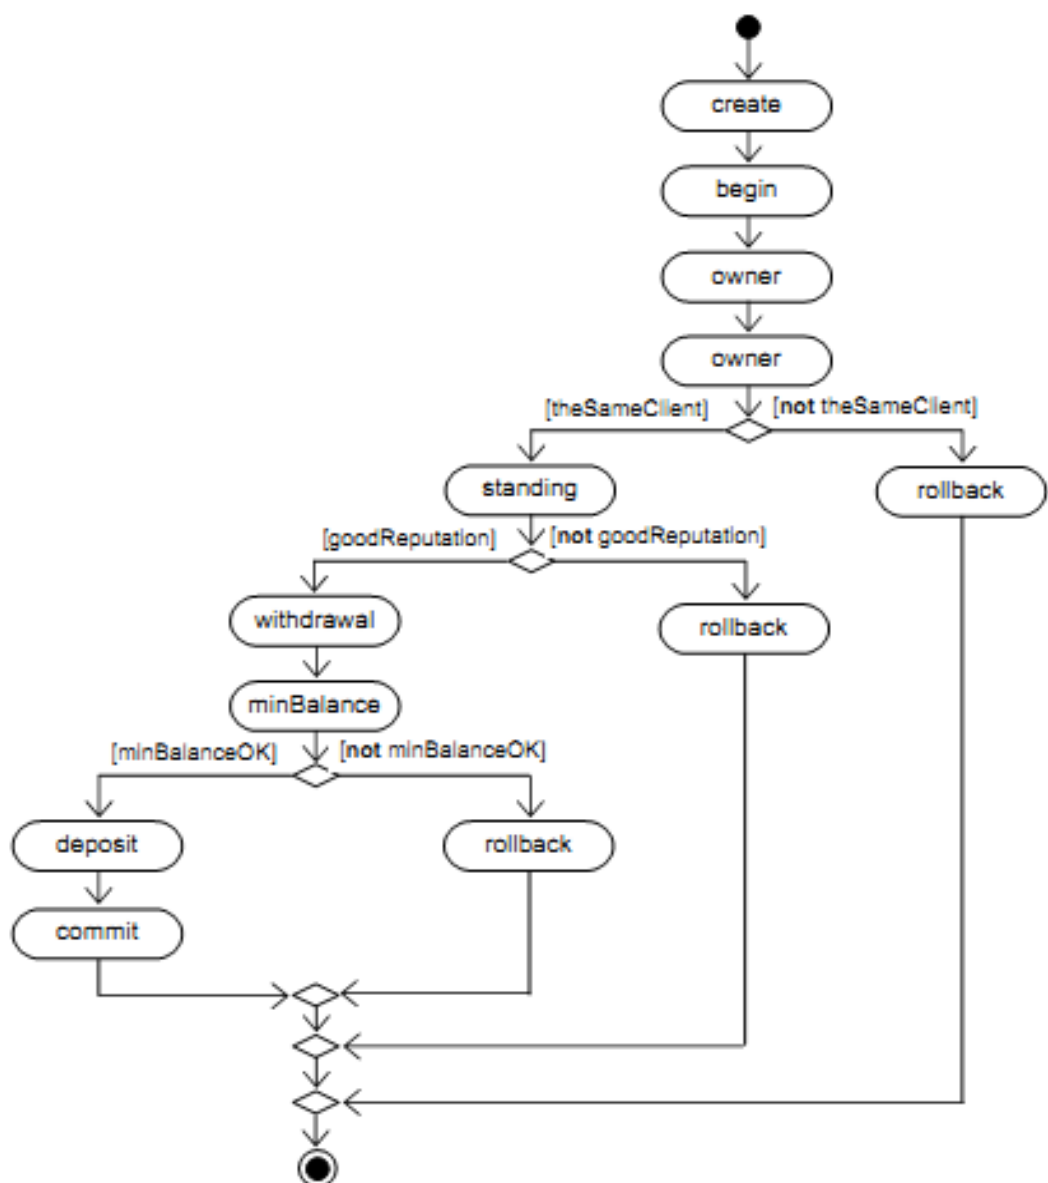 create
begin
owner
owner
[theSameClient]
[not theSameClient]
standing
rollback
[goodReputation]
[not goodReputation]
withdrawal
rollback
minBalance
[minBalanceOK]
[not minBalanceOK]
deposit
rollback
commit